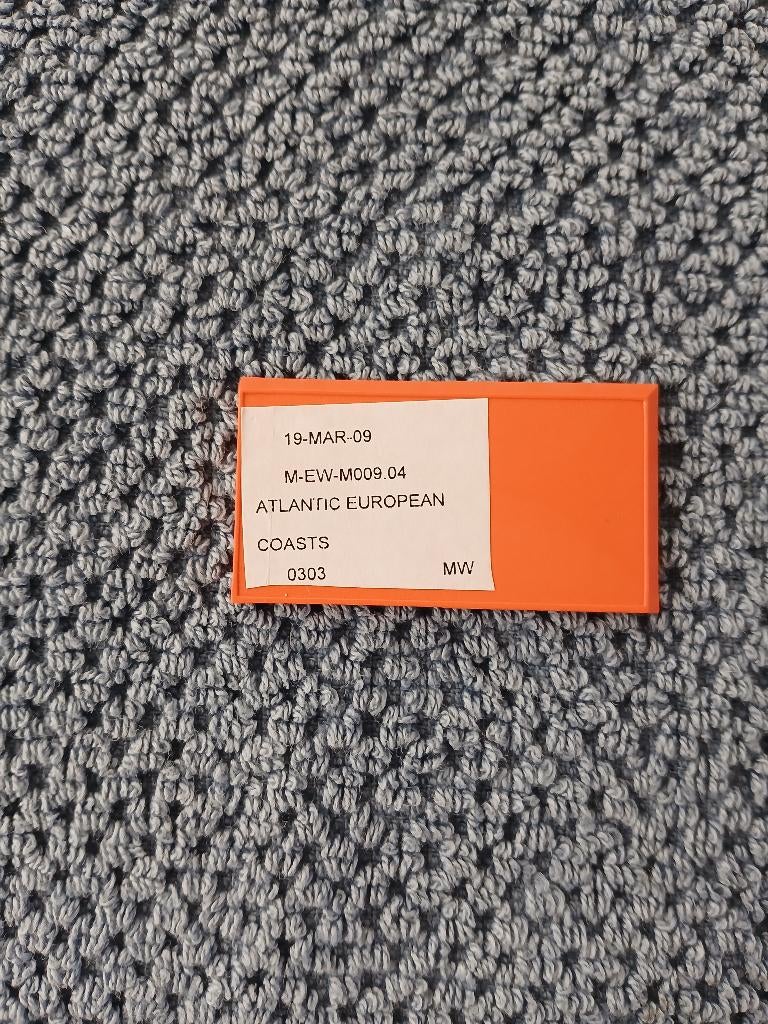 19-MAR-09
M-EW-M009.04
ATLANTIC EUROPEAN
COASTS
0303 MW